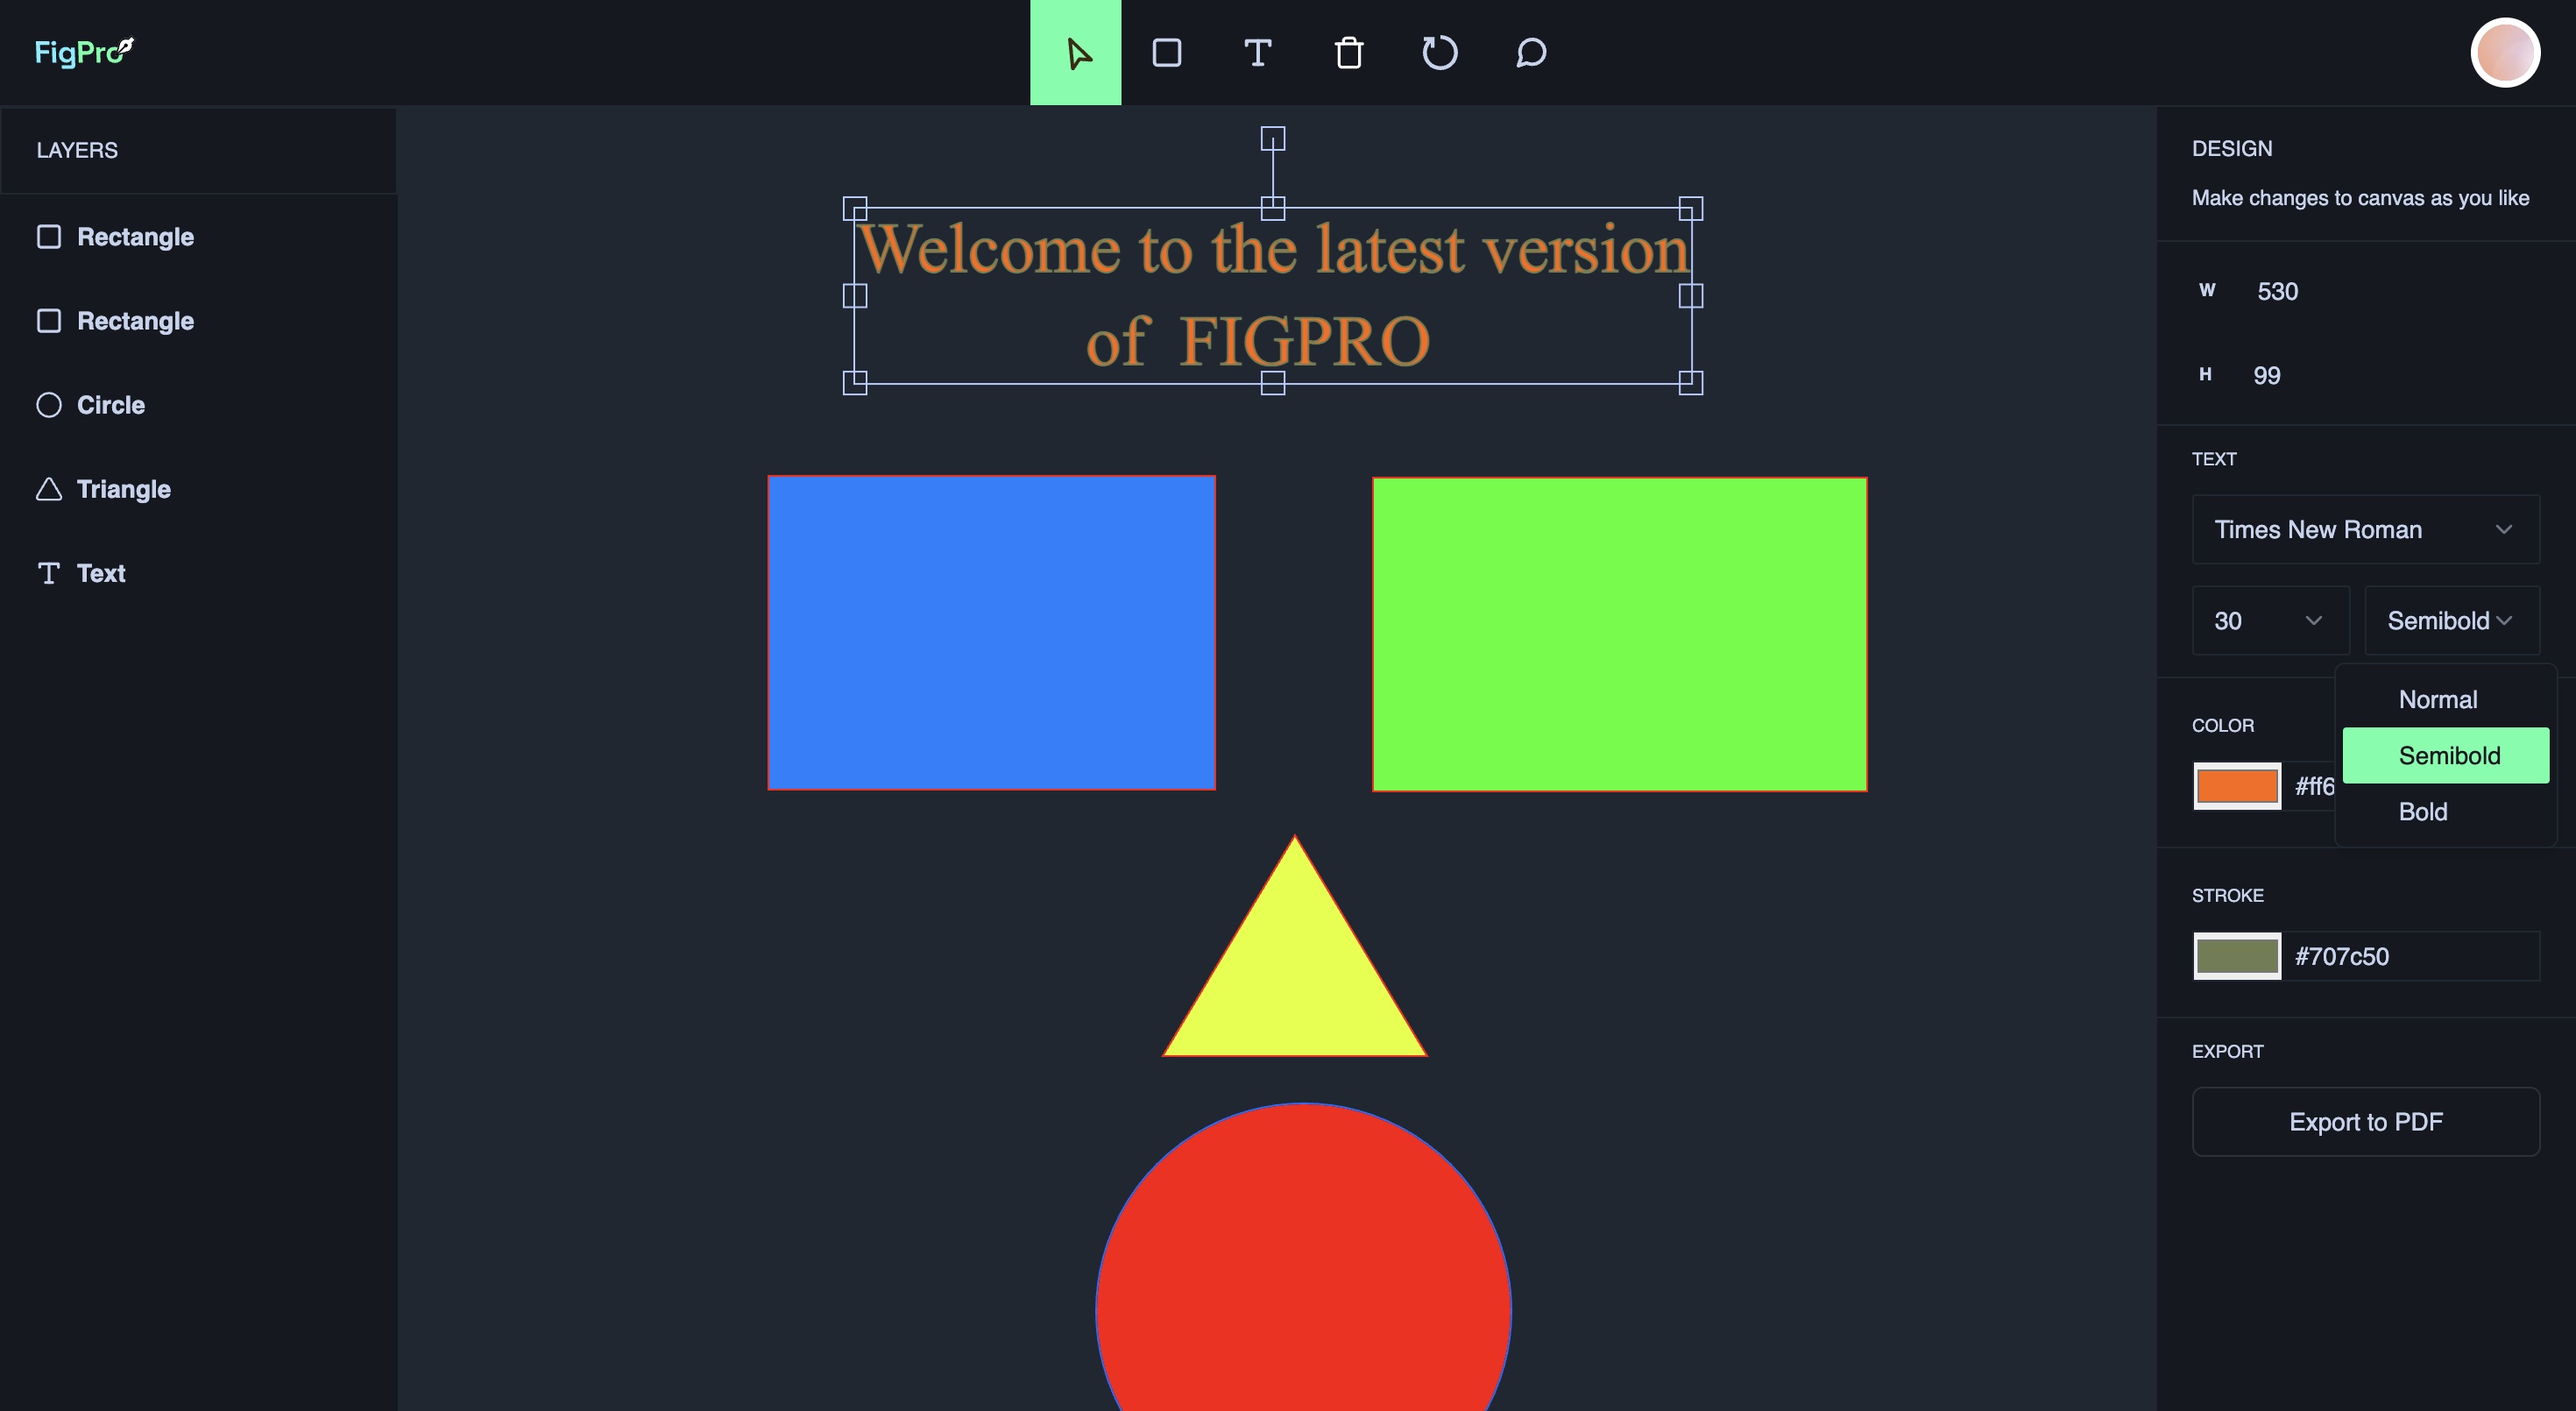 FigPro
LAYERS
Rectangle
Rectangle
Circle
Triangle
Text
Welcome to the latest version
of FIGPRO
DESIGN
Make changes to canvas as you like
W 530
H 99
TEXT
Times New Roman
30 Semibold
Normal
Semibold
Bold
COLOR
#ff6
STROKE
#707c50
EXPORT
Export to PDF